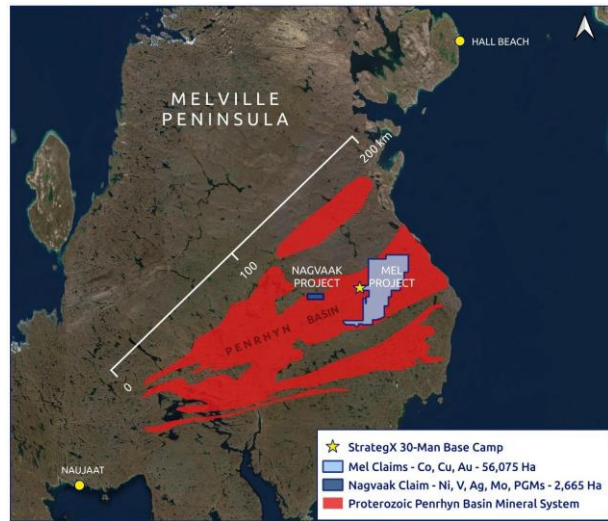 HALL BEACH
MELVILLE
PENINSULA
200 km
100
NAGVAAK
PROJECT
MEL
PROJECT
PENRHYN BASIN
0
NAUJAAT
StrategX 30-Man Base Camp
Mel Claims - Co, Cu, Au - 56,075 Ha
Nagvaak Claim - Ni, V, Ag, Mo, PGMs - 2,665 Ha
Proterozoic Penrhyn Basin Mineral System